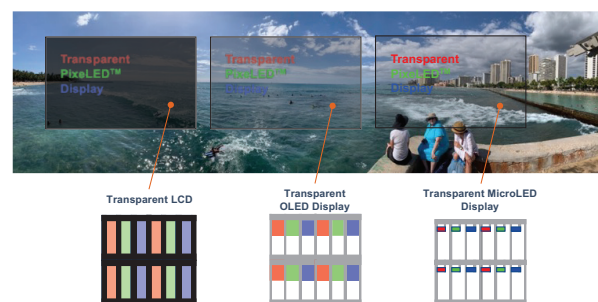 Transparent
PixeLED™
Display
Transparent
PixeLED™
Display
Transparent
PixeLED™
Display
Transparent LCD
Transparent
OLED Display
Transparent MicroLED
Display